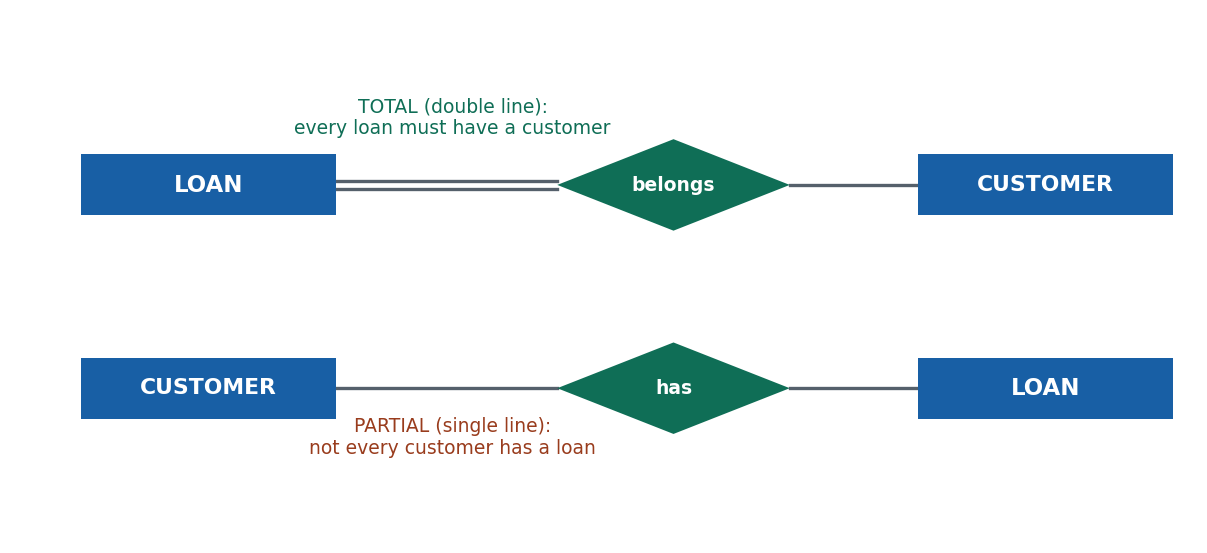 TOTAL (double line):
every loan must have a customer
LOAN
belongs
CUSTOMER
CUSTOMER
has
LOAN
PARTIAL (single line):
not every customer has a loan